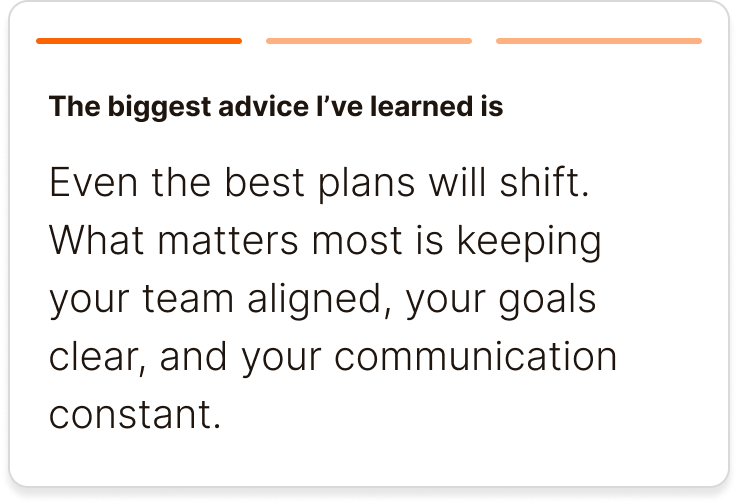 The biggest advice I’ve learned is
Even the best plans will shift.
What matters most is keeping
your team aligned, your goals
clear, and your communication
constant.